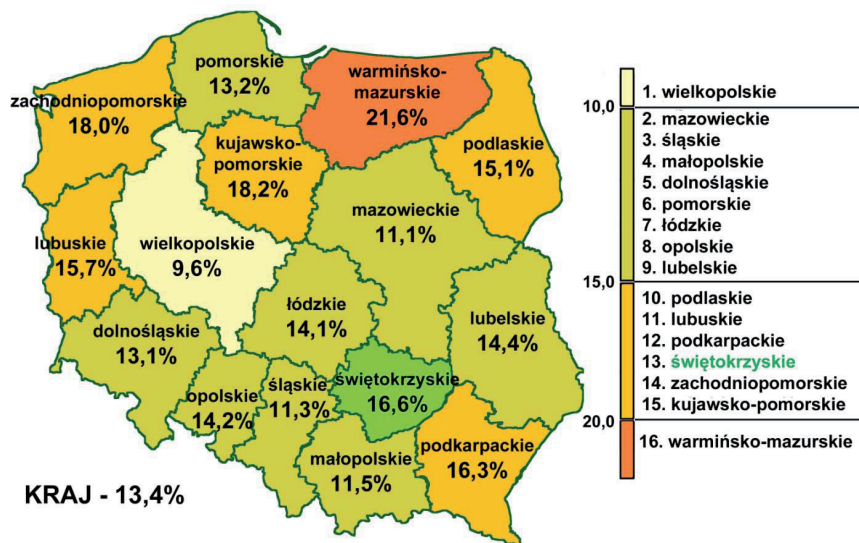 pomorskie
13,2%
warmińsko-
mazurskie
21,6%
zachodniopomorskie
18,0%
kujawsko-
pomorskie
18,2%
podlaskie
15,1%
mazowieckie
11,1%
lubuskie
15,7%
wielkopolskie
9,6%
łódzkie
14,1%
lubelskie
14,4%
dolnośląskie
13,1%
opolskie
14,2%
śląskie
11,3%
świętokrzyskie
16,6%
małopolskie
11,5%
podkarpackie
16,3%
KRAJ - 13,4%
1. wielkopolskie
10,0
2. mazowieckie
3. śląskie
4. małopolskie
5. dolnośląskie
6. pomorskie
7. łódzkie
8. opolskie
9. lubelskie
15,0
10. podlaskie
11. lubuskie
12. podkarpackie
13. świętokrzyskie
14. zachodniopomorskie
15. kujawsko-pomorskie
20,0
16. warmińsko-mazurskie